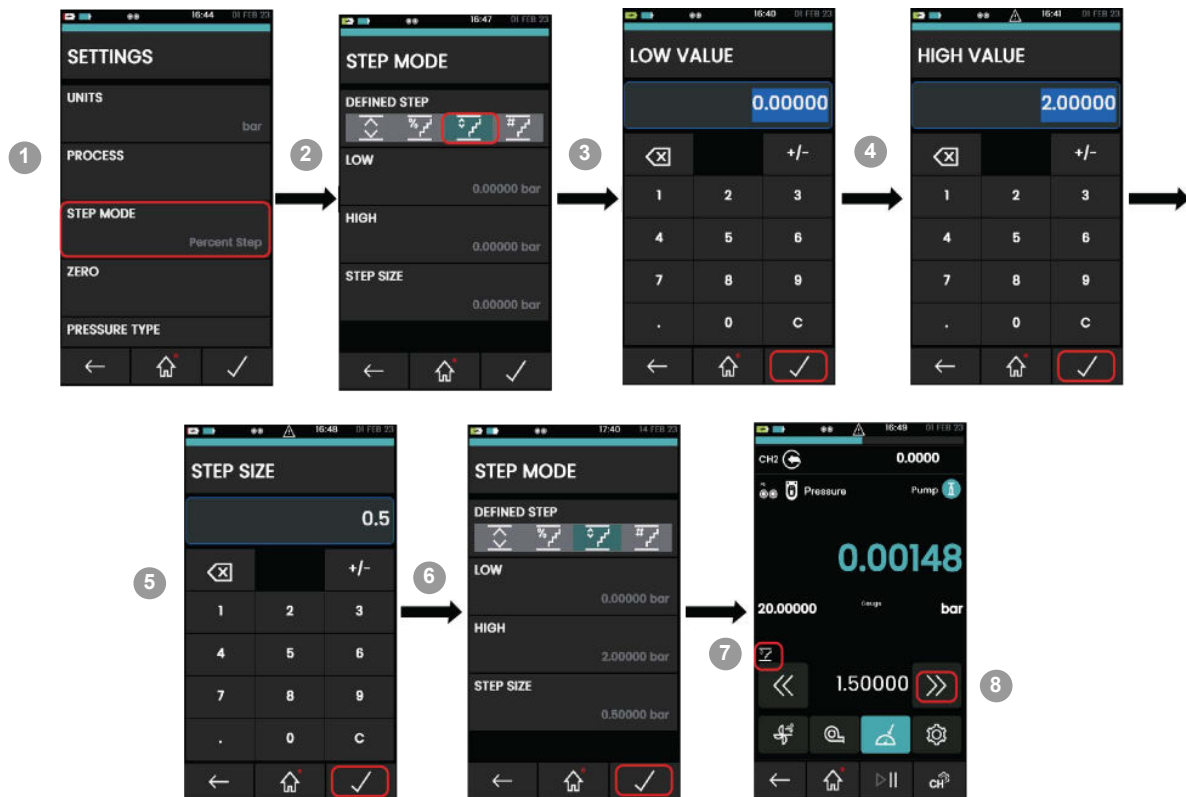 16:44 01 FEB 23
SETTINGS
UNITS
bar
PROCESS
STEP MODE
Percent Step
ZERO
PRESSURE TYPE
1
16:47 01 FEB 23
STEP MODE
DEFINED STEP
%
#
LOW
0.00000 bar
HIGH
0.00000 bar
STEP SIZE
0.00000 bar
2
16:40 01 FEB 23
LOW VALUE
0.00000
+/-
1 2 3
4 5 6
7 8 9
. 0 C
3
16:41 01 FEB 23
HIGH VALUE
2.00000
+/-
1 2 3
4 5 6
7 8 9
. 0 C
4
16:48 01 FEB 23
STEP SIZE
0.5
+/-
1 2 3
4 5 6
7 8 9
. 0 C
5
17:40 14 FEB 23
STEP MODE
DEFINED STEP
%
#
LOW
0.00000 bar
HIGH
2.00000 bar
STEP SIZE
0.50000 bar
6
16:49 01 FEB 23
CH2 0.0000
Pressure Pump
0.00148
20.00000 Gauge bar
7
1.50000
8
CH